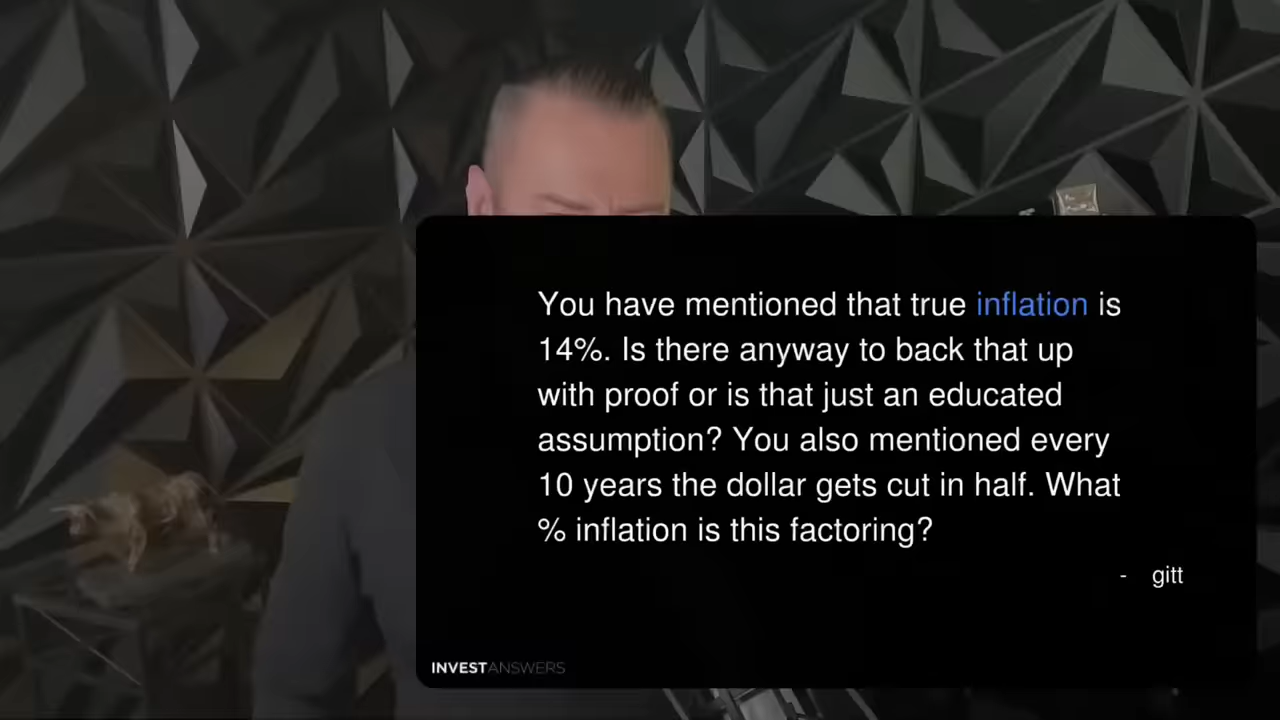 You have mentioned that true inflation is
14%. Is there anyway to back that up
with proof or is that just an educated
assumption? You also mentioned every
10 years the dollar gets cut in half. What
% inflation is this factoring?
- gitt
INVESTANSWERS